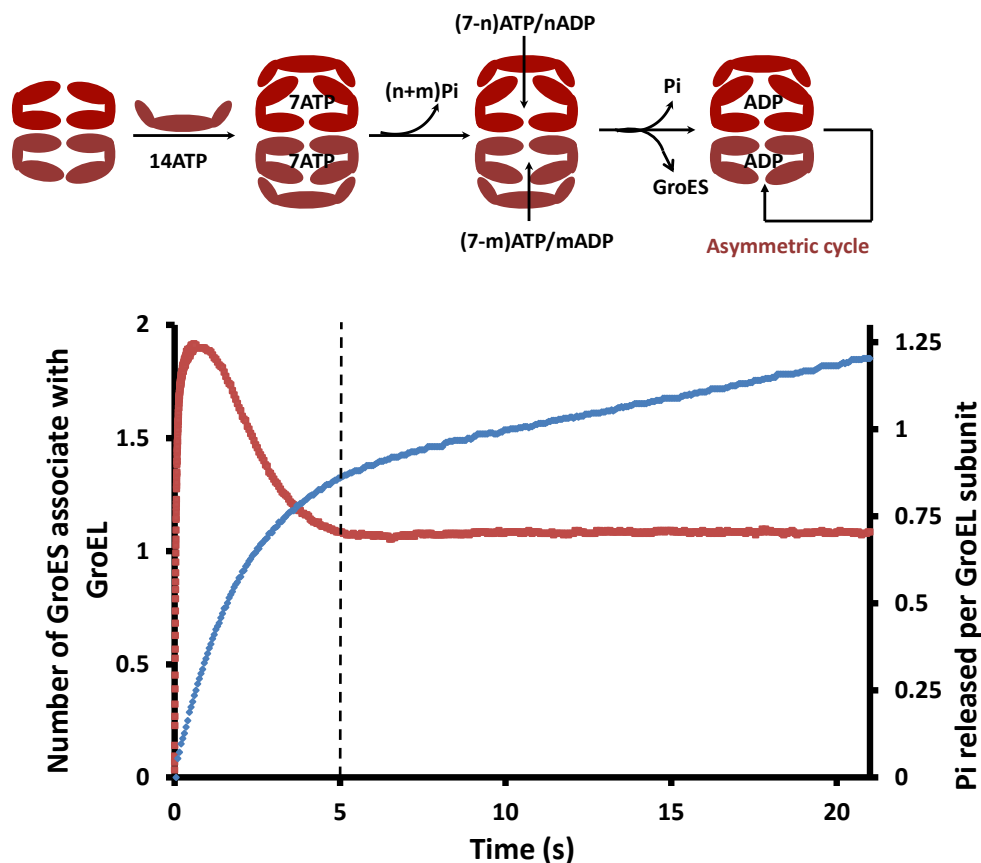 (7-n)ATP/nADP
(n+m)Pi
Pi
7ATP
ADP
14ATP
7ATP
ADP
GroES
(7-m)ATP/mADP
Asymmetric cycle
Number of GroES associate with
GroEL
2
1.5
1
0.5
0
1.25
1
0.75
0.5
0.25
0
Pi released per GroEL subunit
0
5
10
15
20
Time (s)